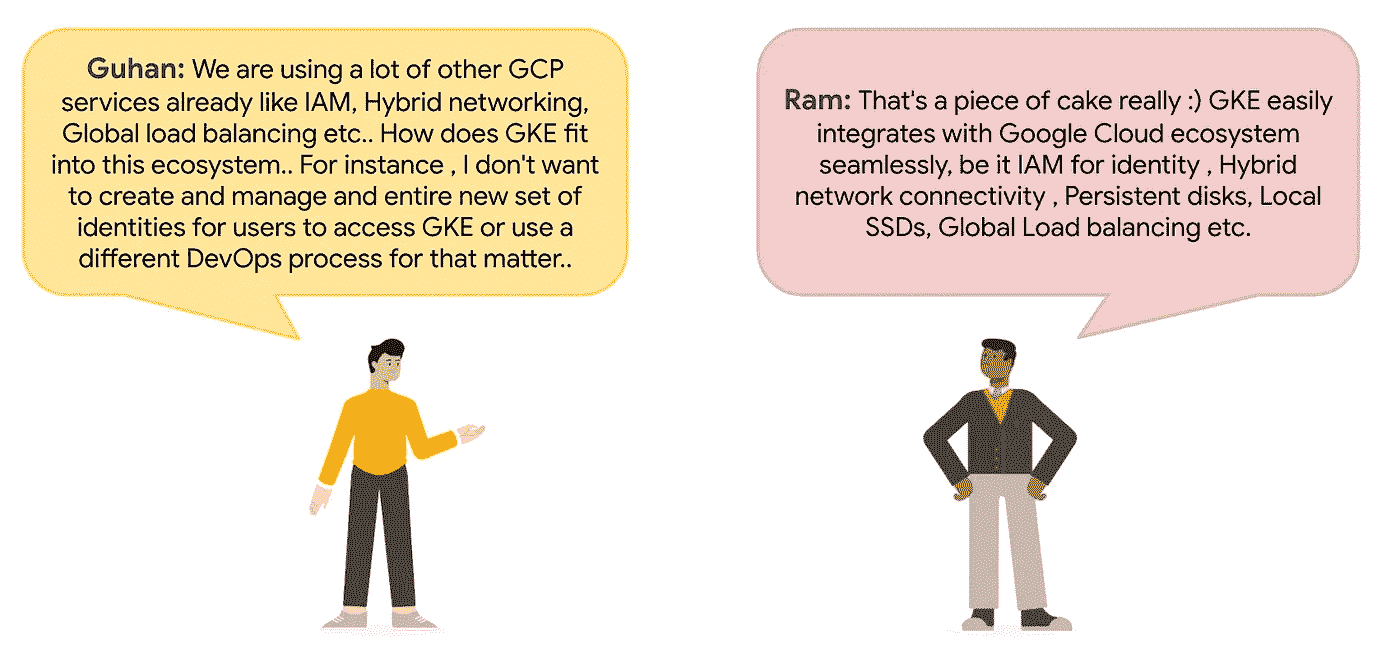 Guhan: We are using a lot of other GCP
services already like IAM, Hybrid networking,
Global load balancing etc.. How does GKE fit
into this ecosystem.. For instance , I don't want
to create and manage and entire new set of
identities for users to access GKE or use a
different DevOps process for that matter..
Ram: That's a piece of cake really :) GKE easily
integrates with Google Cloud ecosystem
seamlessly, be it IAM for identity , Hybrid
network connectivity , Persistent disks, Local
SSDs, Global Load balancing etc.